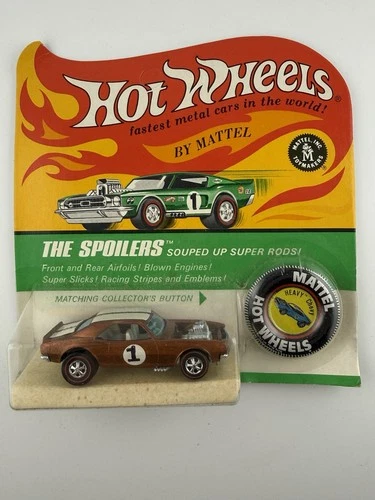 HOT WHEELS®
fastest metal cars in the world!
BY MATTEL
MATTEL, INC.
M
TOYMAKERS
1
THE SPOILERS™ SOUPED UP SUPER RODS!
Front and Rear Airfoils! Blown Engines!
Super Slicks! Racing Stripes and Emblems!
MATCHING COLLECTOR'S BUTTON
MATTEL
HEAVY CHEVY
HOT WHEELS
1